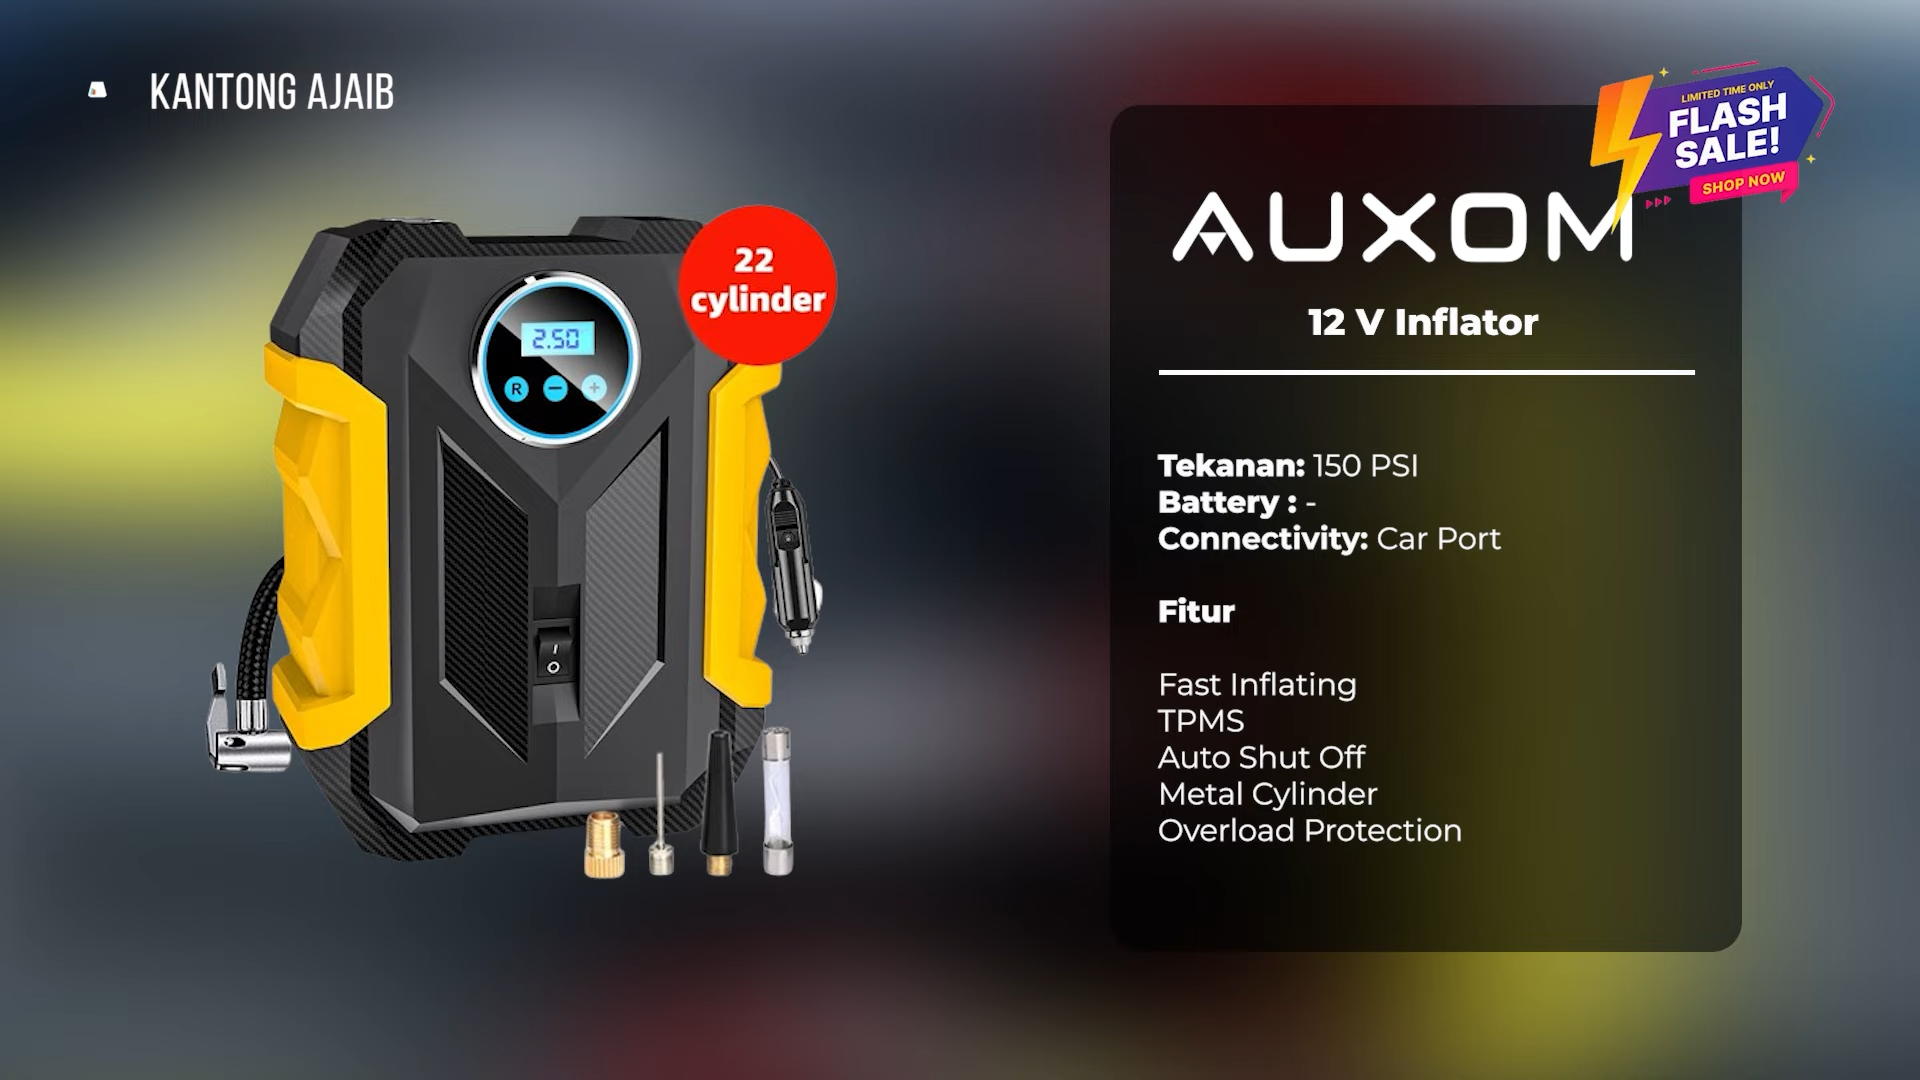 KANTONG AJAIB
LIMITED TIME ONLY
FLASH
SALE!
SHOP NOW
AUXOM
12 V Inflator
22
cylinder
2.50
R − +
I
O
Tekanan: 150 PSI
Battery : -
Connectivity: Car Port
Fitur
Fast Inflating
TPMS
Auto Shut Off
Metal Cylinder
Overload Protection